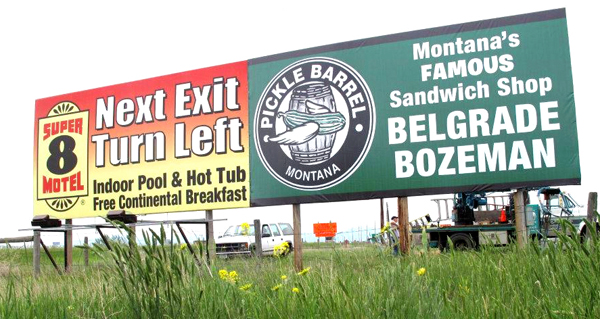 SUPER
8
MOTEL
Next Exit
Turn Left
Indoor Pool & Hot Tub
Free Continental Breakfast
PICKLE BARREL
MONTANA
Montana's
FAMOUS
Sandwich Shop
BELGRADE
BOZEMAN